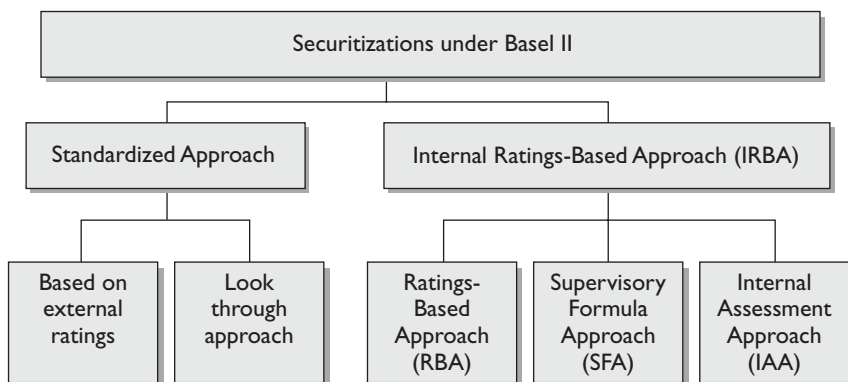 Securitizations under Basel II
Standardized Approach
Internal Ratings-Based Approach (IRBA)
Based on
external
ratings
Look
through
approach
Ratings-
Based
Approach
(RBA)
Supervisory
Formula
Approach
(SFA)
Internal
Assessment
Approach
(IAA)